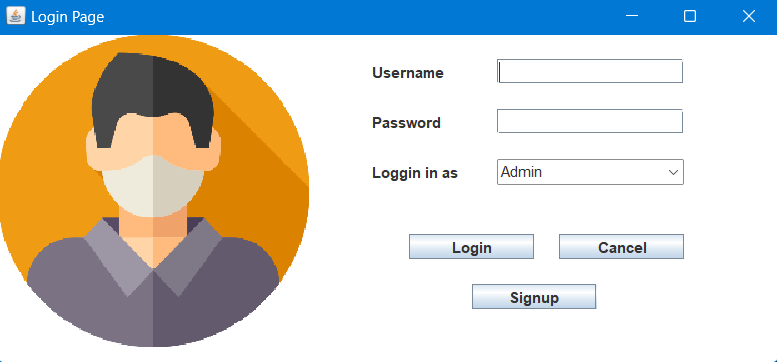 Login Page
Username
Password
Loggin in as Admin
Login Cancel
Signup